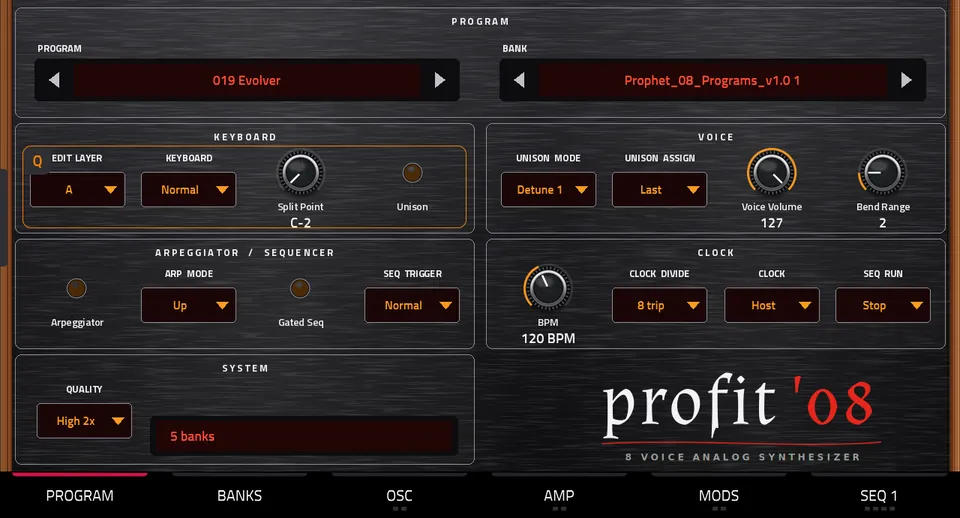 PROGRAM
PROGRAM
BANK
019 Evolver
Prophet_08_Programs_v1.0 1
KEYBOARD
Q EDIT LAYER KEYBOARD
A
Normal
Split Point
C-2
Unison
VOICE
UNISON MODE UNISON ASSIGN
Detune 1
Last
Voice Volume
127
Bend Range
2
ARPEGGIATOR / SEQUENCER
ARP MODE
SEQ TRIGGER
Up
Normal
Arpeggiator
Gated Seq
CLOCK
CLOCK DIVIDE CLOCK SEQ RUN
8 trip
Host
Stop
BPM
120 BPM
SYSTEM
QUALITY
High 2x
5 banks
profit '08
8 VOICE ANALOG SYNTHESIZER
PROGRAM BANKS OSC AMP MODS SEQ 1